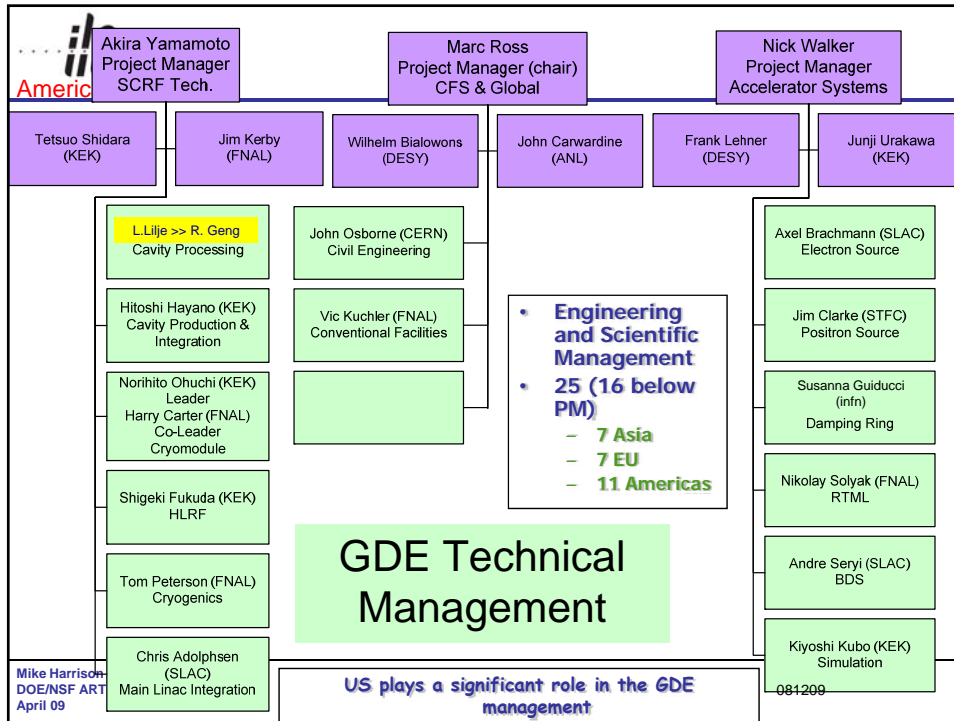 Akira Yamamoto
Project Manager
SCRF Tech.
Marc Ross
Project Manager (chair)
CFS & Global
Nick Walker
Project Manager
Accelerator Systems
Americ
Tetsuo Shidara
(KEK)
Jim Kerby
(FNAL)
Wilhelm Bialowons
(DESY)
John Carwardine
(ANL)
Frank Lehner
(DESY)
Junji Urakawa
(KEK)
L.Lilje >> R. Geng
Cavity Processing
Hitoshi Hayano (KEK)
Cavity Production &
Integration
Norihito Ohuchi (KEK)
Leader
Harry Carter (FNAL)
Co-Leader
Cryomodule
Shigeki Fukuda (KEK)
HLRF
Tom Peterson (FNAL)
Cryogenics
Chris Adolphsen
(SLAC)
Main Linac Integration
John Osborne (CERN)
Civil Engineering
Vic Kuchler (FNAL)
Conventional Facilities
• Engineering
and Scientific
Management
• 25 (16 below
PM)
– 7 Asia
– 7 EU
– 11 Americas
GDE Technical
Management
Axel Brachmann (SLAC)
Electron Source
Jim Clarke (STFC)
Positron Source
Susanna Guiducci
(infn)
Damping Ring
Nikolay Solyak (FNAL)
RTML
Andre Seryi (SLAC)
BDS
Kiyoshi Kubo (KEK)
Simulation
Mike Harrison
DOE/NSF ART
April 09
US plays a significant role in the GDE
management
081209